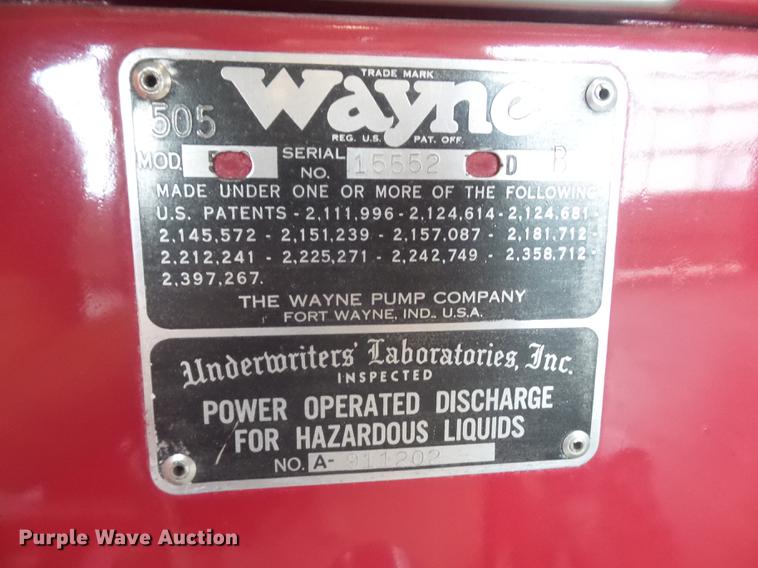 TRADE MARK
Wayne
505
REG. U.S. PAT. OFF.
MOD. SERIAL NO. 15552 D B
MADE UNDER ONE OR MORE OF THE FOLLOWING
U.S. PATENTS - 2,111,996 - 2,124,614 - 2,124,681 -
2,145,572 - 2,151,239 - 2,157,087 - 2,181,712 -
2,212,241 - 2,225,271 - 2,242,749 - 2,358,712 -
2,397,267.
THE WAYNE PUMP COMPANY
FORT WAYNE, IND., U.S.A.
Underwriters' Laboratories, Inc.
INSPECTED
POWER OPERATED DISCHARGE
FOR HAZARDOUS LIQUIDS
NO. A- 911202
Purple Wave Auction